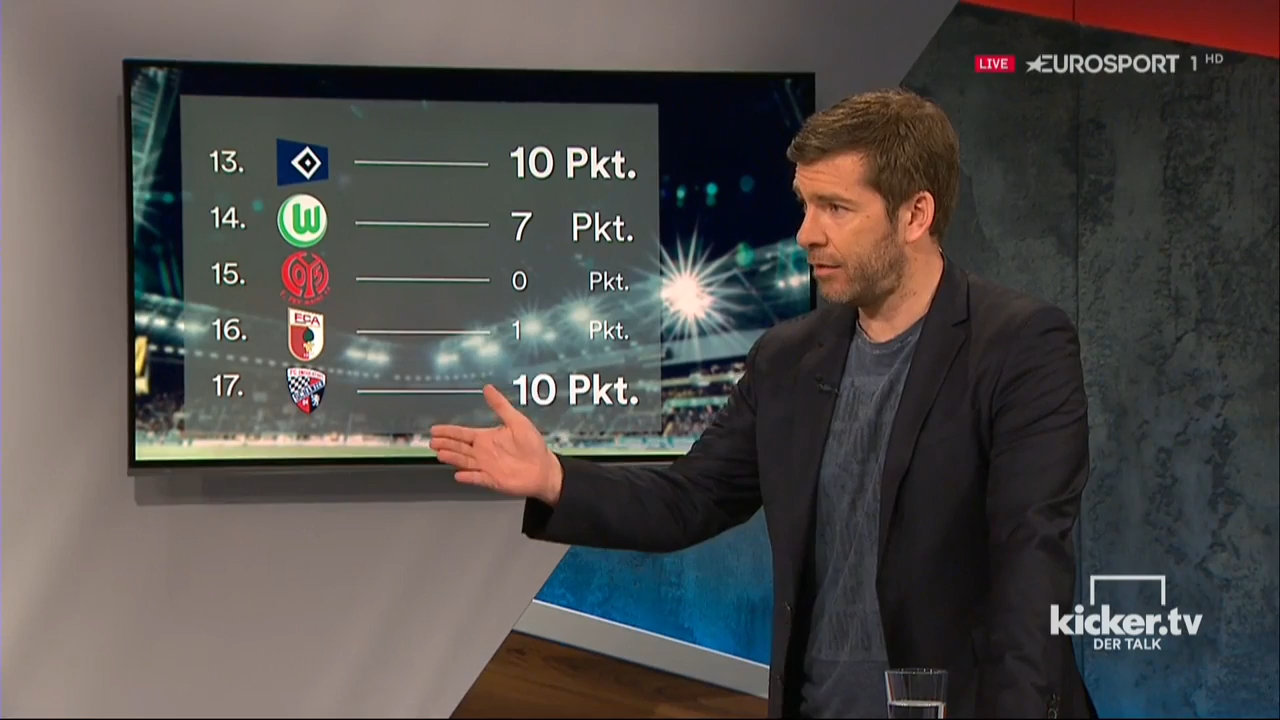 LIVE EUROSPORT 1 HD
13. 10 Pkt.
14. W 7 Pkt.
15. 0 Pkt.
16. FCA 1 Pkt.
17. 10 Pkt.
kicker.tv
DER TALK